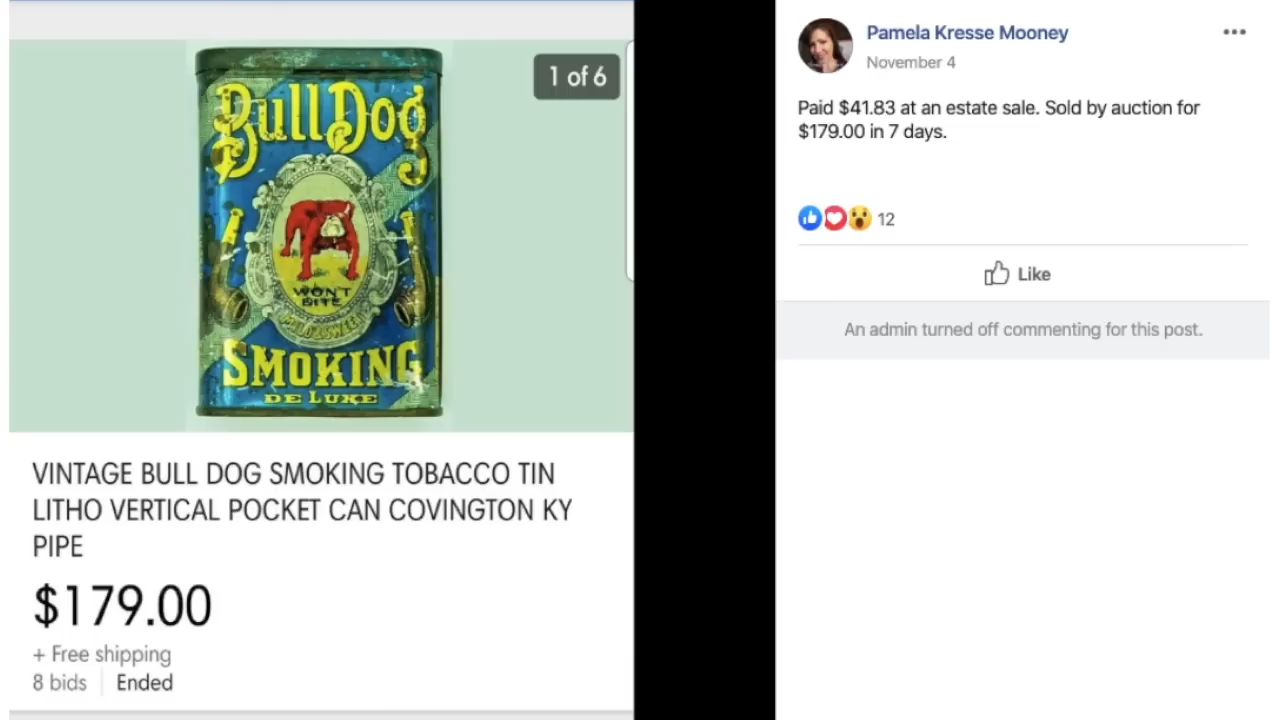 Bull Dog
WON'T
BITE
SMOKING
DE LUXE
1 of 6
VINTAGE BULL DOG SMOKING TOBACCO TIN
LITHO VERTICAL POCKET CAN COVINGTON KY
PIPE
$179.00
+ Free shipping
8 bids
Ended
Pamela Kresse Mooney
November 4
Paid $41.83 at an estate sale. Sold by auction for
$179.00 in 7 days.
12
Like
An admin turned off commenting for this post.